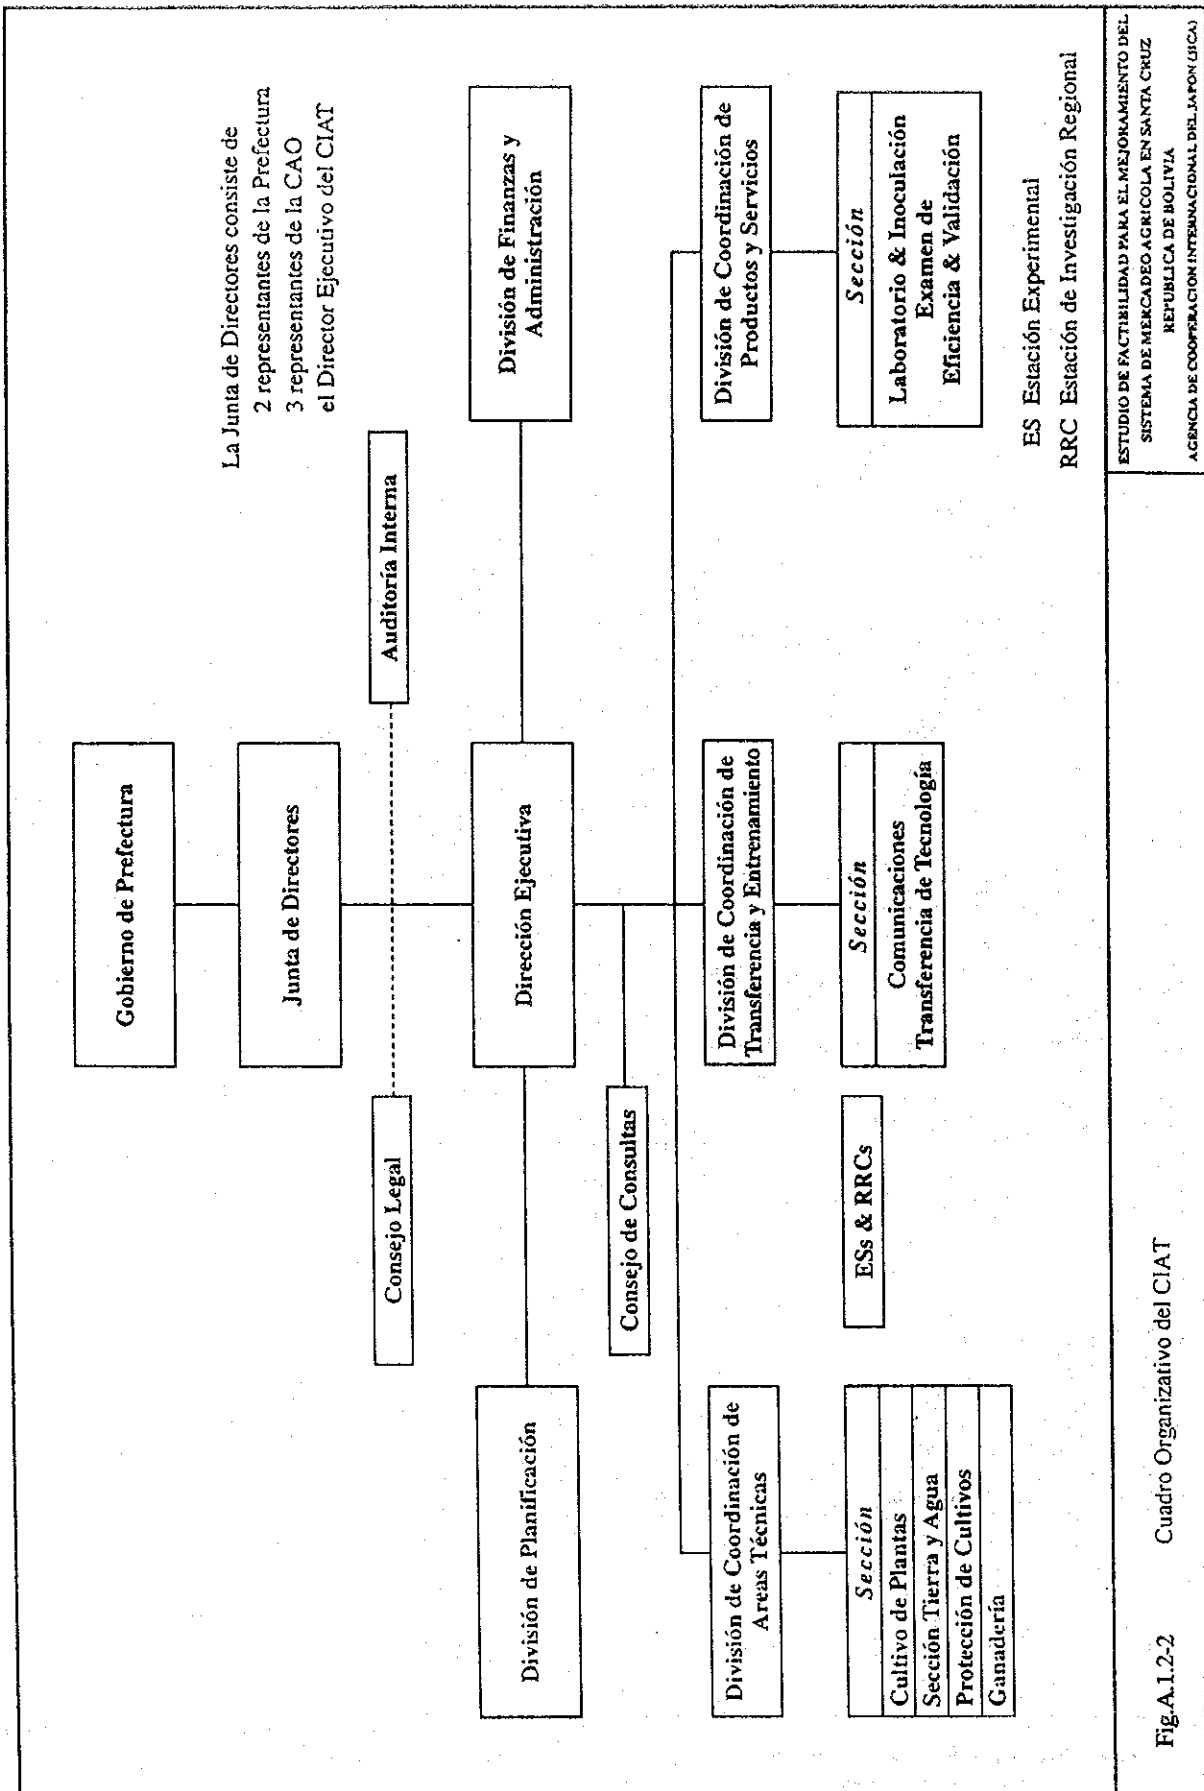 Gobierno de Prefectura
La Junta de Directores consiste de
2 representantes de la Prefectura
3 representantes de la CAO
el Director Ejecutivo del CIAT
Junta de Directores
Consejo Legal
Auditoría Interna
División de Planificación
Dirección Ejecutiva
División de Finanzas y
Administración
Consejo de Consultas
División de Coordinación de
Areas Técnicas
División de Coordinación de
Transferencia y Entrenamiento
División de Coordinación de
Productos y Servicios
Sección
Cultivo de Plantas
Sección Tierra y Agua
Protección de Cultivos
Ganadería
ESs & RRCs
Sección
Comunicaciones
Transferencia de Tecnología
Sección
Laboratorio & Inoculación
Examen de
Eficiencia & Validación
ES Estación Experimental
RRC Estación de Investigación Regional
Fig.A.1.2-2 Cuadro Organizativo del CIAT
ESTUDIO DE FACTIBILIDAD PARA EL MEJORAMIENTO DEL
SISTEMA DE MERCADEO AGRICOLA EN SANTA CRUZ
REPUBLICA DE BOLIVIA
AGENCIA DE COOPERACION INTERNACIONAL DEL JAPON (JICA)